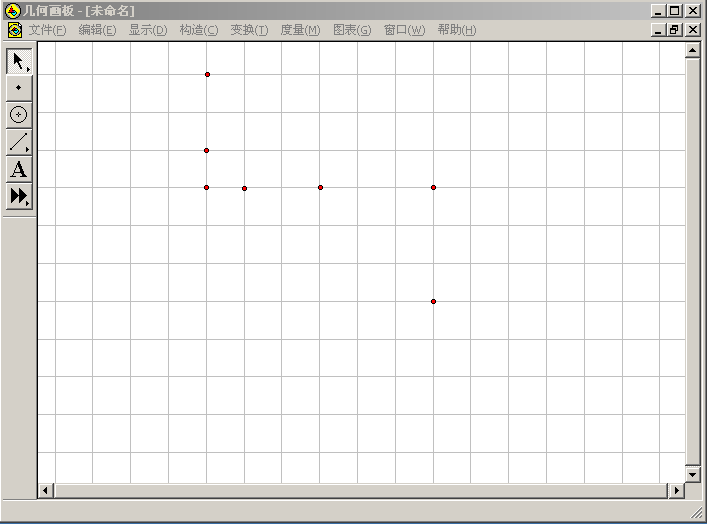 几何画板 - [未命名]
文件(F) 编辑(E) 显示(D) 构造(C) 变换(T) 度量(M) 图表(G) 窗口(W) 帮助(H)
A